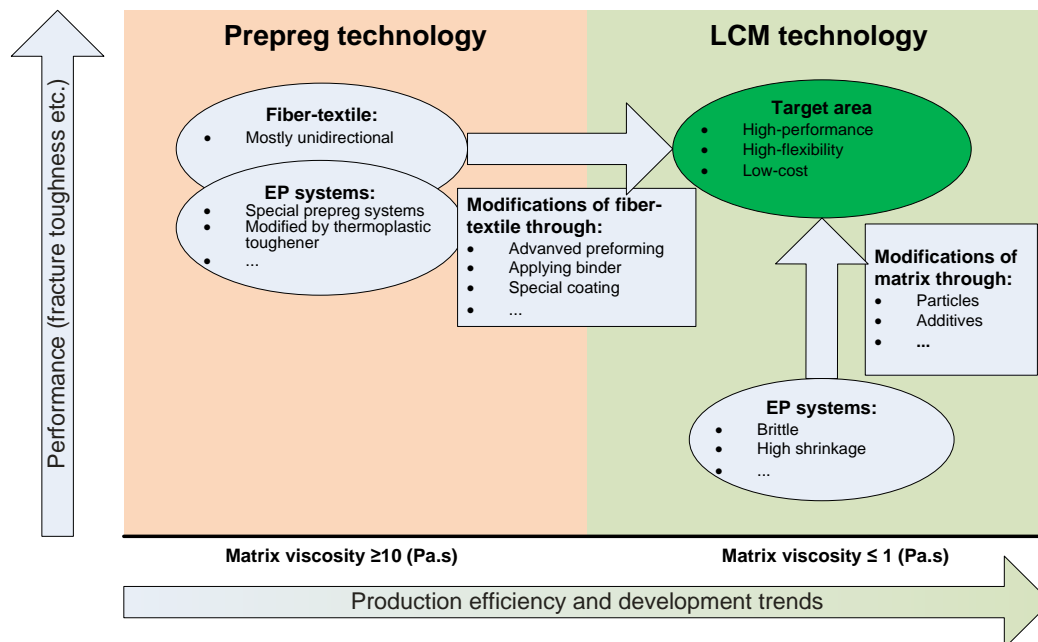 Performance (fracture toughness etc.)
Prepreg technology
Fiber-textile:
• Mostly unidirectional
EP systems:
• Special prepreg systems
• Modified by thermoplastic
toughener
• ...
Modifications of fiber-
textile through:
• Advanved preforming
• Applying binder
• Special coating
• ...
LCM technology
Target area
• High-performance
• High-flexibility
• Low-cost
Modifications of
matrix through:
• Particles
• Additives
• ...
EP systems:
• Brittle
• High shrinkage
• ...
Matrix viscosity ≥10 (Pa.s)
Matrix viscosity ≤ 1 (Pa.s)
Production efficiency and development trends